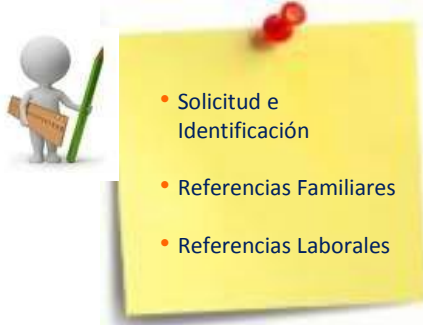 • Solicitud e
Identificación
• Referencias Familiares
• Referencias Laborales